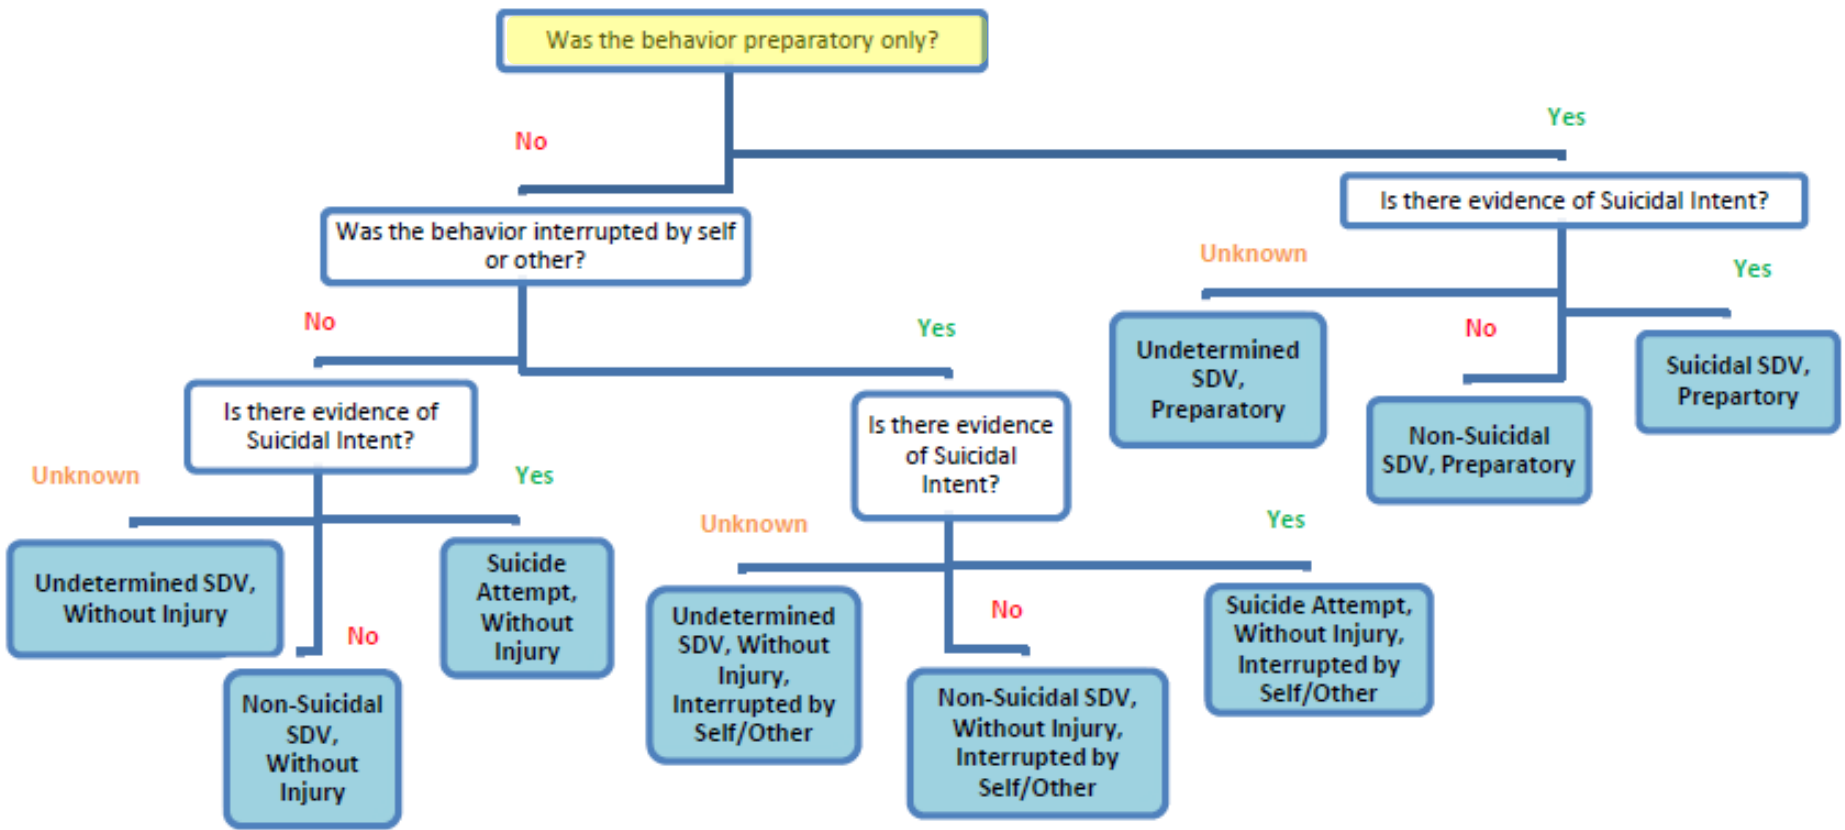 Was the behavior preparatory only?
No
Yes
Is there evidence of Suicidal Intent?
Was the behavior interrupted by self
or other?
Unknown
Yes
No
No
Yes
Undetermined
SDV,
Preparatory
Suicidal SDV,
Prepartory
Non-Suicidal
SDV, Preparatory
Is there evidence of
Suicidal Intent?
Is there evidence
of Suicidal
Intent?
Unknown
Yes
Unknown
Yes
Undetermined SDV,
Without Injury
No
Suicide
Attempt,
Without
Injury
Non-Suicidal
SDV,
Without
Injury
Undetermined
SDV, Without
Injury,
Interrupted by
Self/Other
No
Non-Suicidal SDV,
Without Injury,
Interrupted by
Self/Other
Suicide Attempt,
Without Injury,
Interrupted by
Self/Other